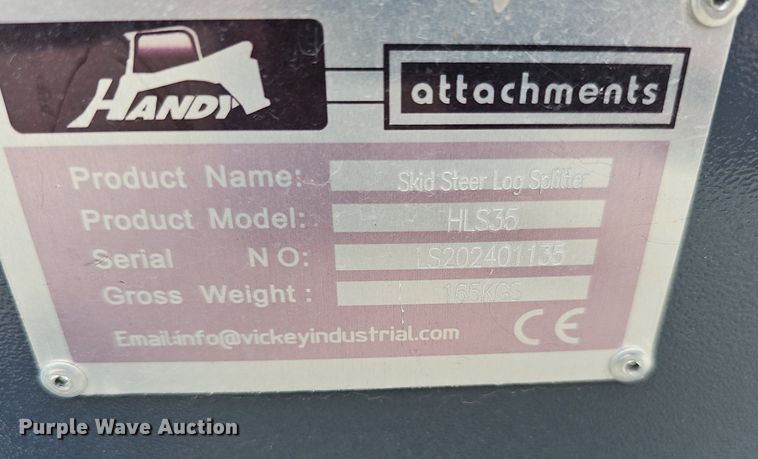 HANDY
attachments
Product Name: Skid Steer Log Splitter
Product Model: HLS35
Serial NO: LS202401135
Gross Weight: 165KGS
Email:info@vickeyindustrial.com CE
Purple Wave Auction